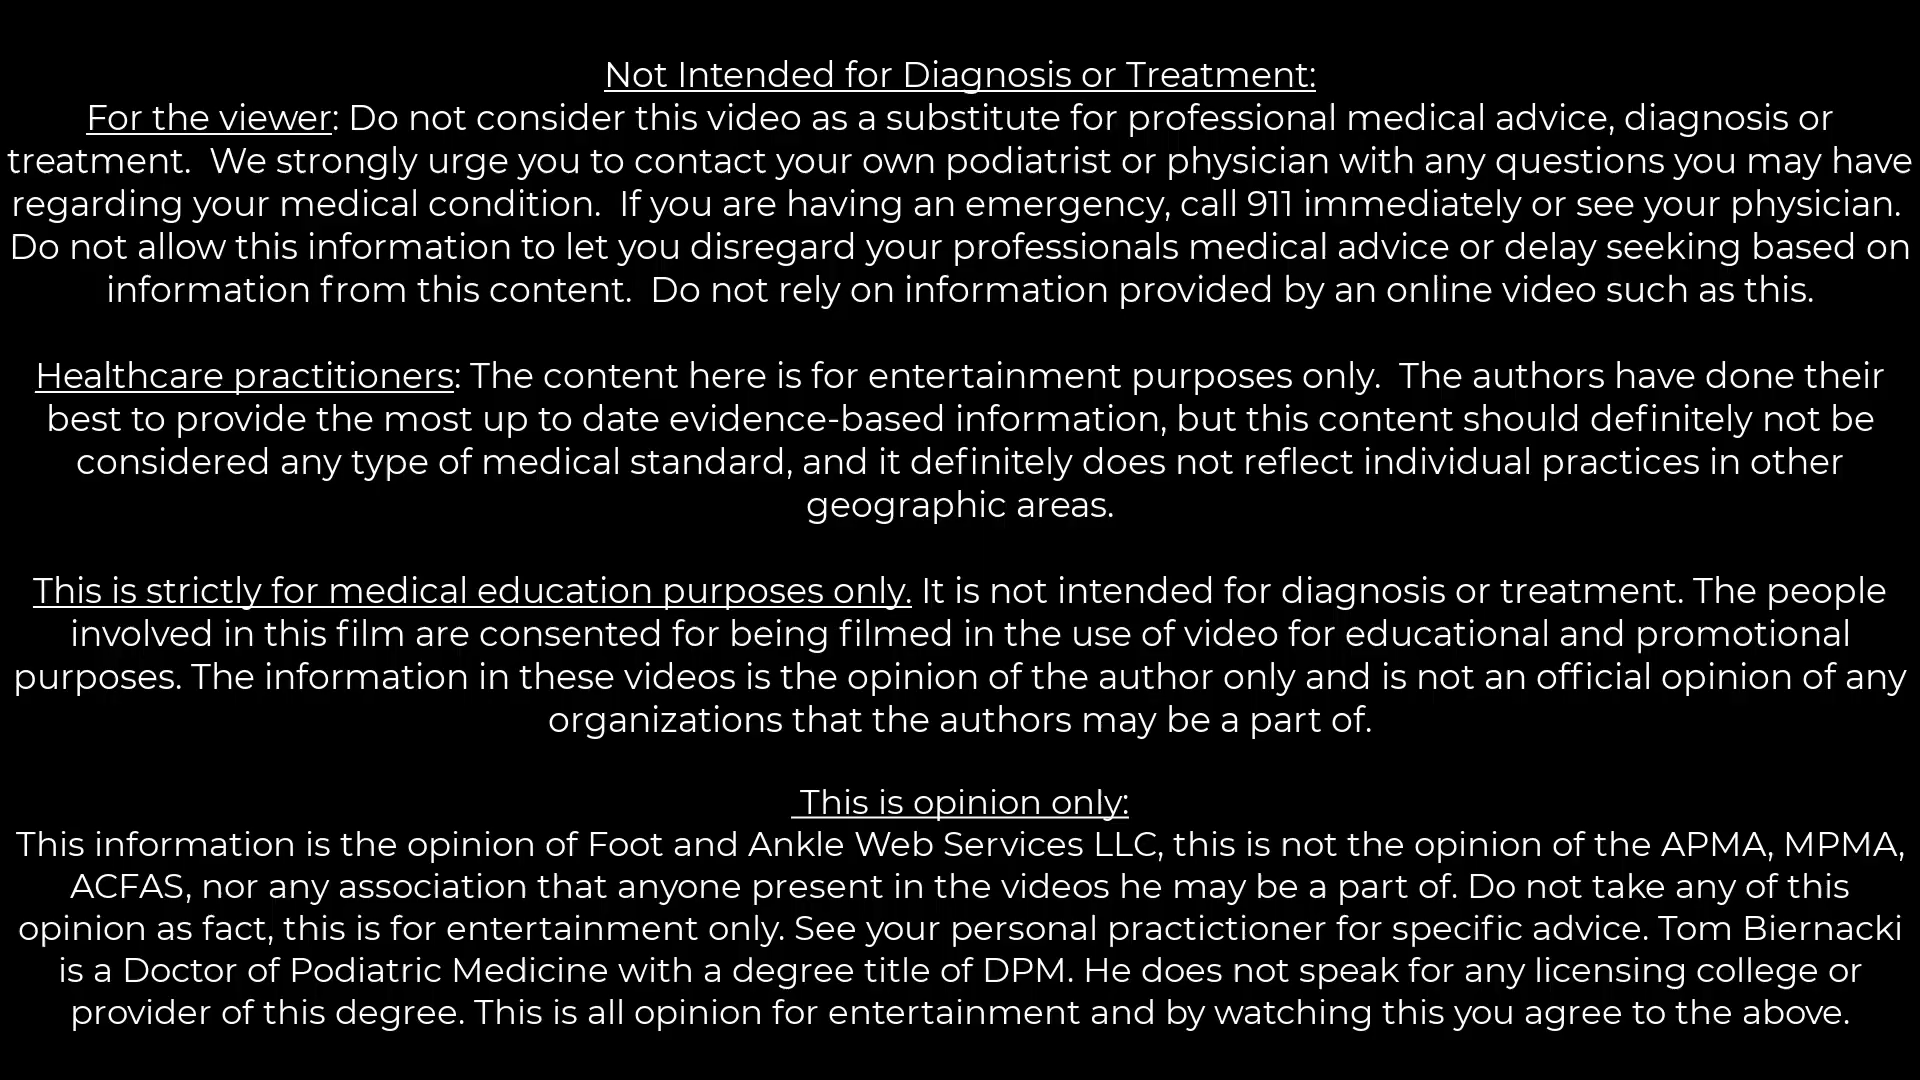 Not Intended for Diagnosis or Treatment:
For the viewer: Do not consider this video as a substitute for professional medical advice, diagnosis or
treatment.  We strongly urge you to contact your own podiatrist or physician with any questions you may have
regarding your medical condition.  If you are having an emergency, call 911 immediately or see your physician.
Do not allow this information to let you disregard your professionals medical advice or delay seeking based on
information from this content.  Do not rely on information provided by an online video such as this.
Healthcare practitioners: The content here is for entertainment purposes only.  The authors have done their
best to provide the most up to date evidence-based information, but this content should definitely not be
considered any type of medical standard, and it definitely does not reflect individual practices in other
geographic areas.
This is strictly for medical education purposes only. It is not intended for diagnosis or treatment. The people
involved in this film are consented for being filmed in the use of video for educational and promotional
purposes. The information in these videos is the opinion of the author only and is not an official opinion of any
organizations that the authors may be a part of.
This is opinion only:
This information is the opinion of Foot and Ankle Web Services LLC, this is not the opinion of the APMA, MPMA,
ACFAS, nor any association that anyone present in the videos he may be a part of. Do not take any of this
opinion as fact, this is for entertainment only. See your personal practictioner for specific advice. Tom Biernacki
is a Doctor of Podiatric Medicine with a degree title of DPM. He does not speak for any licensing college or
provider of this degree. This is all opinion for entertainment and by watching this you agree to the above.